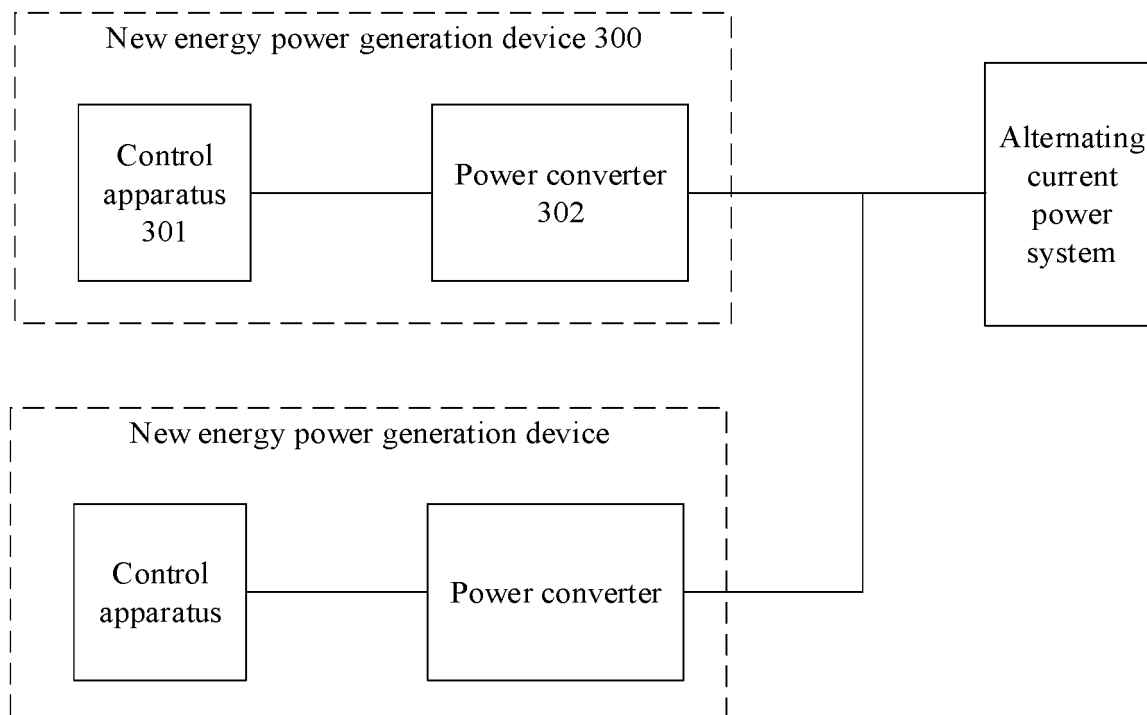 New energy power generation device 300
Control
apparatus
301
Power converter
302
Alternating
current
power
system
New energy power generation device
Control
apparatus
Power converter